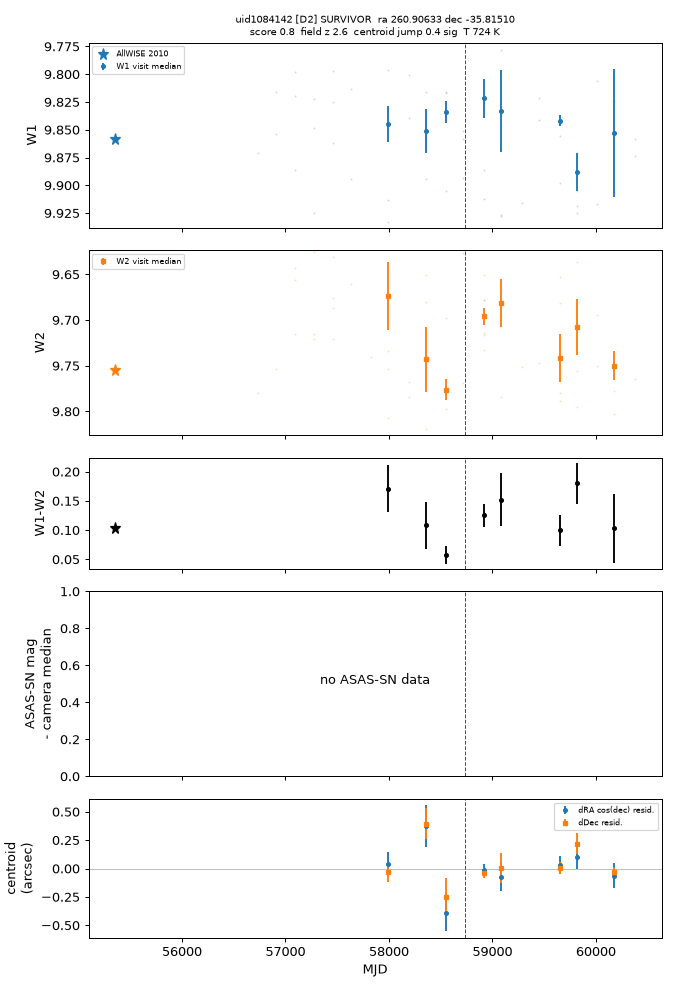 uid1084142 [D2] SURVIVOR ra 260.90633 dec -35.81510
score 0.8 field z 2.6 centroid jump 0.4 sig T 724 K
9.775
9.800
9.825
9.850
9.875
9.900
9.925
W1
AllWISE 2010
W1 visit median
9.65
9.70
9.75
9.80
W2
W2 visit median
0.20
0.15
0.10
0.05
W1-W2
1.0
0.8
0.6
0.4
0.2
0.0
ASAS-SN mag
- camera median
no ASAS-SN data
0.50
0.25
0.00
−0.25
−0.50
centroid
(arcsec)
dRA cos(dec) resid.
dDec resid.
56000
57000
58000
59000
60000
MJD